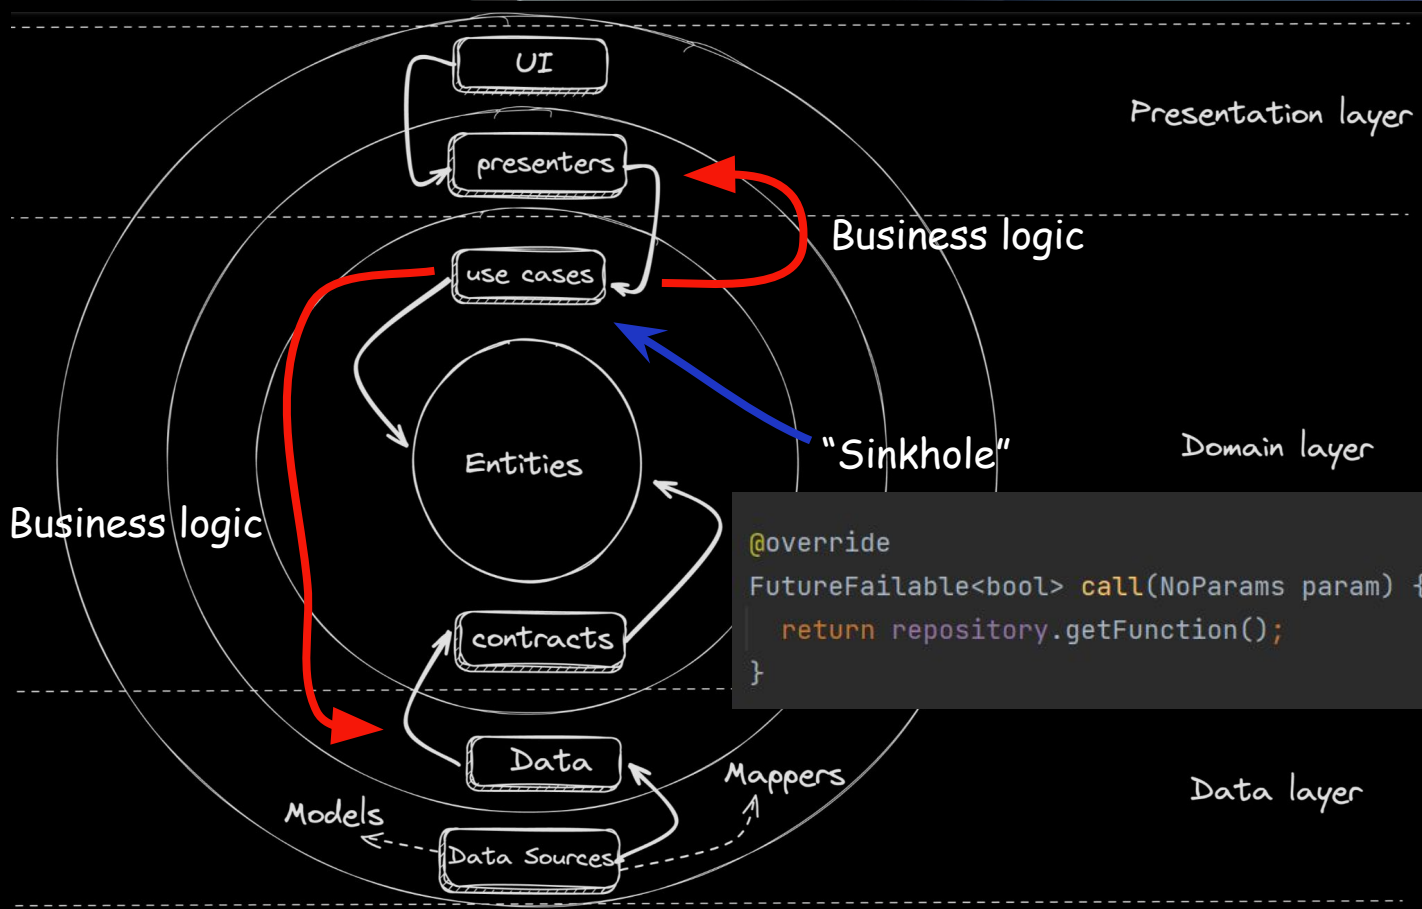 UI
Presentation layer
presenters
Business logic
use cases
"Sinkhole"
Domain layer
Entities
Business logic
@override
FutureFailable<bool> call(NoParams param) {
return repository.getFunction();
}
contracts
Data
Mappers
Data layer
Models
Data Sources